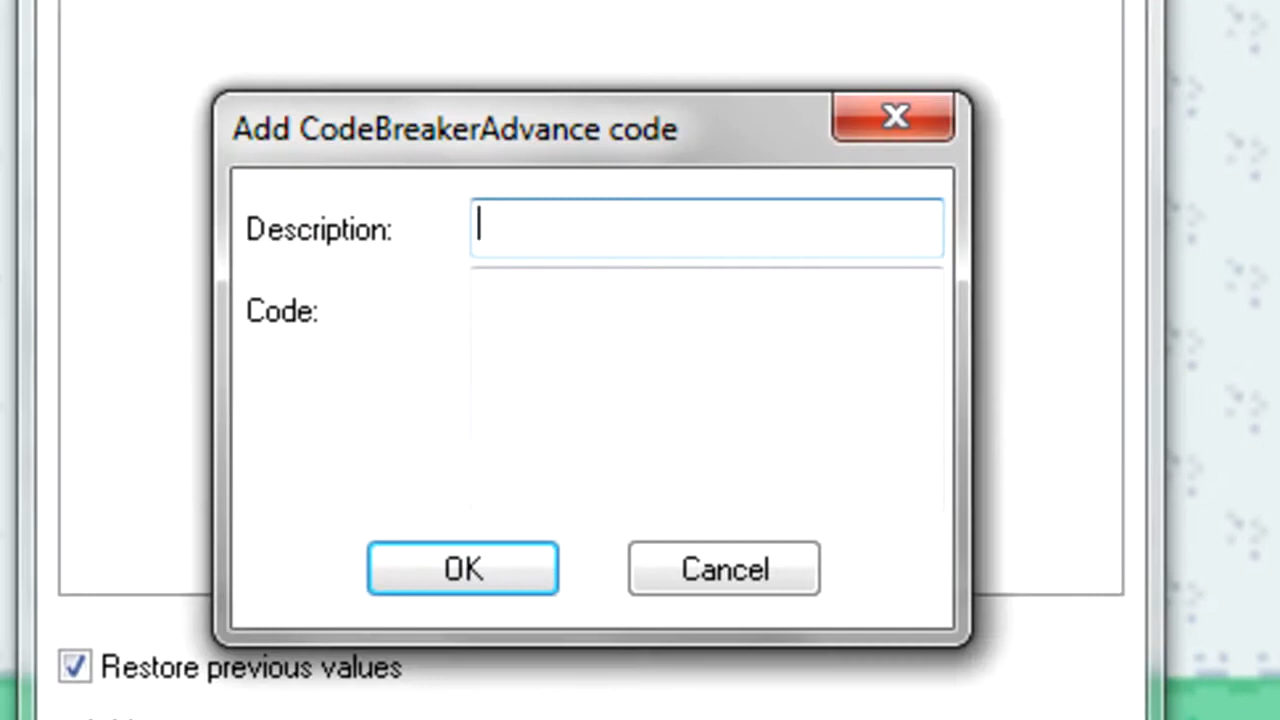 Add CodeBreakerAdvance code
Description:
Code:
OK Cancel
Restore previous values